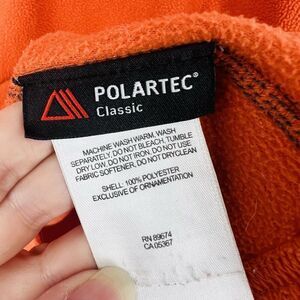 POLARTEC®
Classic
MACHINE WASH WARM, WASH
SEPARATELY, DO NOT BLEACH, TUMBLE
DRY LOW, DO NOT IRON, DO NOT USE
FABRIC SOFTENER, DO NOT DRYCLEAN
SHELL: 100% POLYESTER
EXCLUSIVE OF ORNAMENTATION
RN 89674
CA 05367